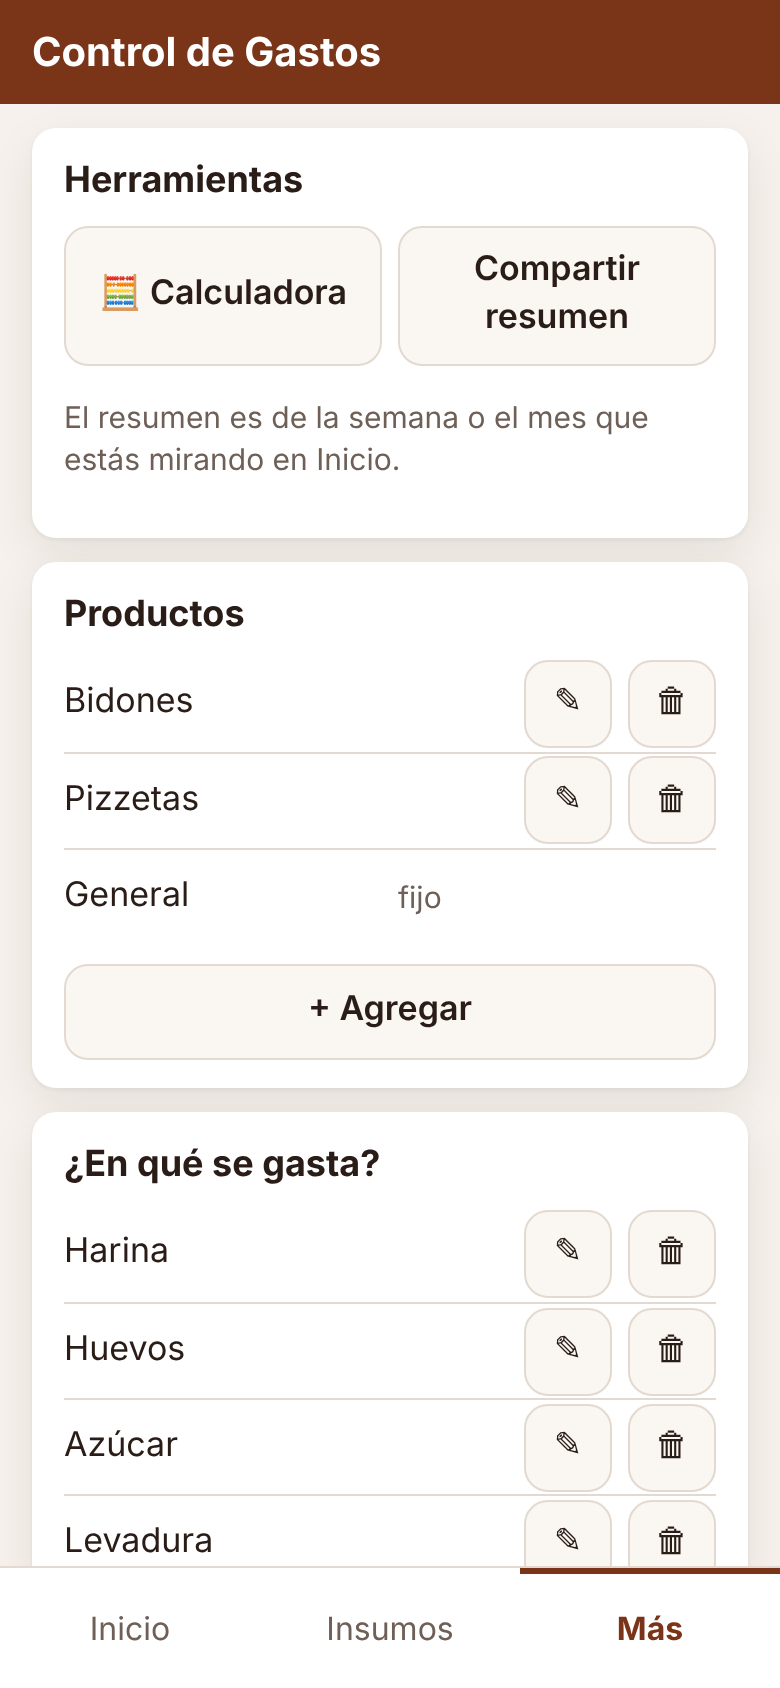 Control de Gastos
Herramientas
Calculadora
Compartir
resumen
El resumen es de la semana o el mes que
estás mirando en Inicio.
Productos
Bidones
Pizzetas
General
fijo
+ Agregar
¿En qué se gasta?
Harina
Huevos
Azúcar
Levadura
Inicio
Insumos
Más